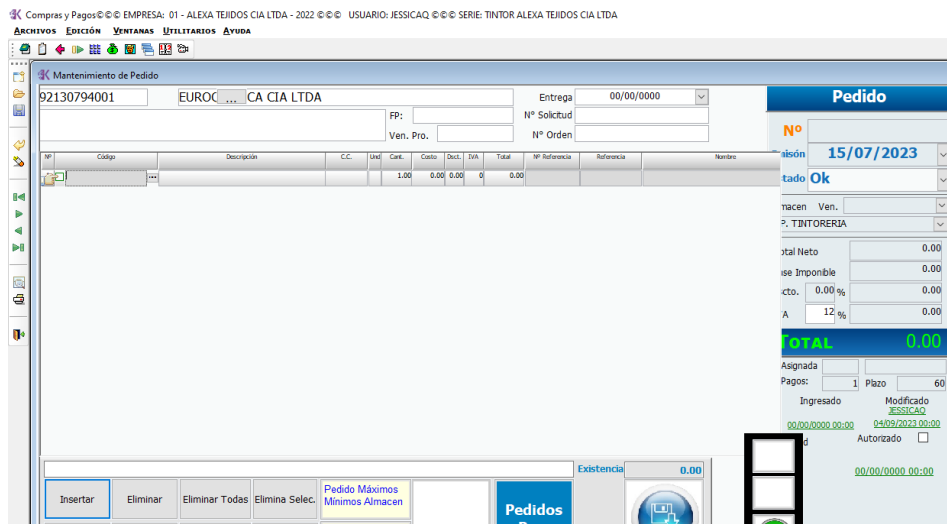 Compras y Pagos©©© EMPRESA: 01 - ALEXA TEJIDOS CIA LTDA - 2022 ©©© USUARIO: JESSICAQ ©©© SERIE: TINTOR ALEXA TEJIDOS CIA LTDA
ARCHIVOS EDICIÓN VENTANAS UTILITARIOS AYUDA
Mantenimiento de Pedido
92130794001 EUROC ... CA CIA LTDA Entrega 00/00/0000 Pedido
FP: Nº Solicitud
Ven. Pro. Nº Orden Nº
Nº Código Descripción C.C. Und Cant. Costo Dsct. IVA Total Nº Referencia Referencia Nombre
15/07/2023
... 1.00 0.00 0.00 0 0.00
tado Ok
macen Ven.
P. TINTORERIA
otal Neto 0.00
se Imponible 0.00
cto. 0.00 % 0.00
A 12 % 0.00
TOTAL 0.00
Asignada
Pagos: 1 Plazo 60
Ingresado Modificado
JESSICAQ
00/00/0000 00:00 04/09/2023 00:00
d Autorizado
Existencia 0.00 00/00/0000 00:00
Insertar Eliminar Eliminar Todas Elimina Selec. Pedido Máximos
Mínimos Almacen
Pedidos